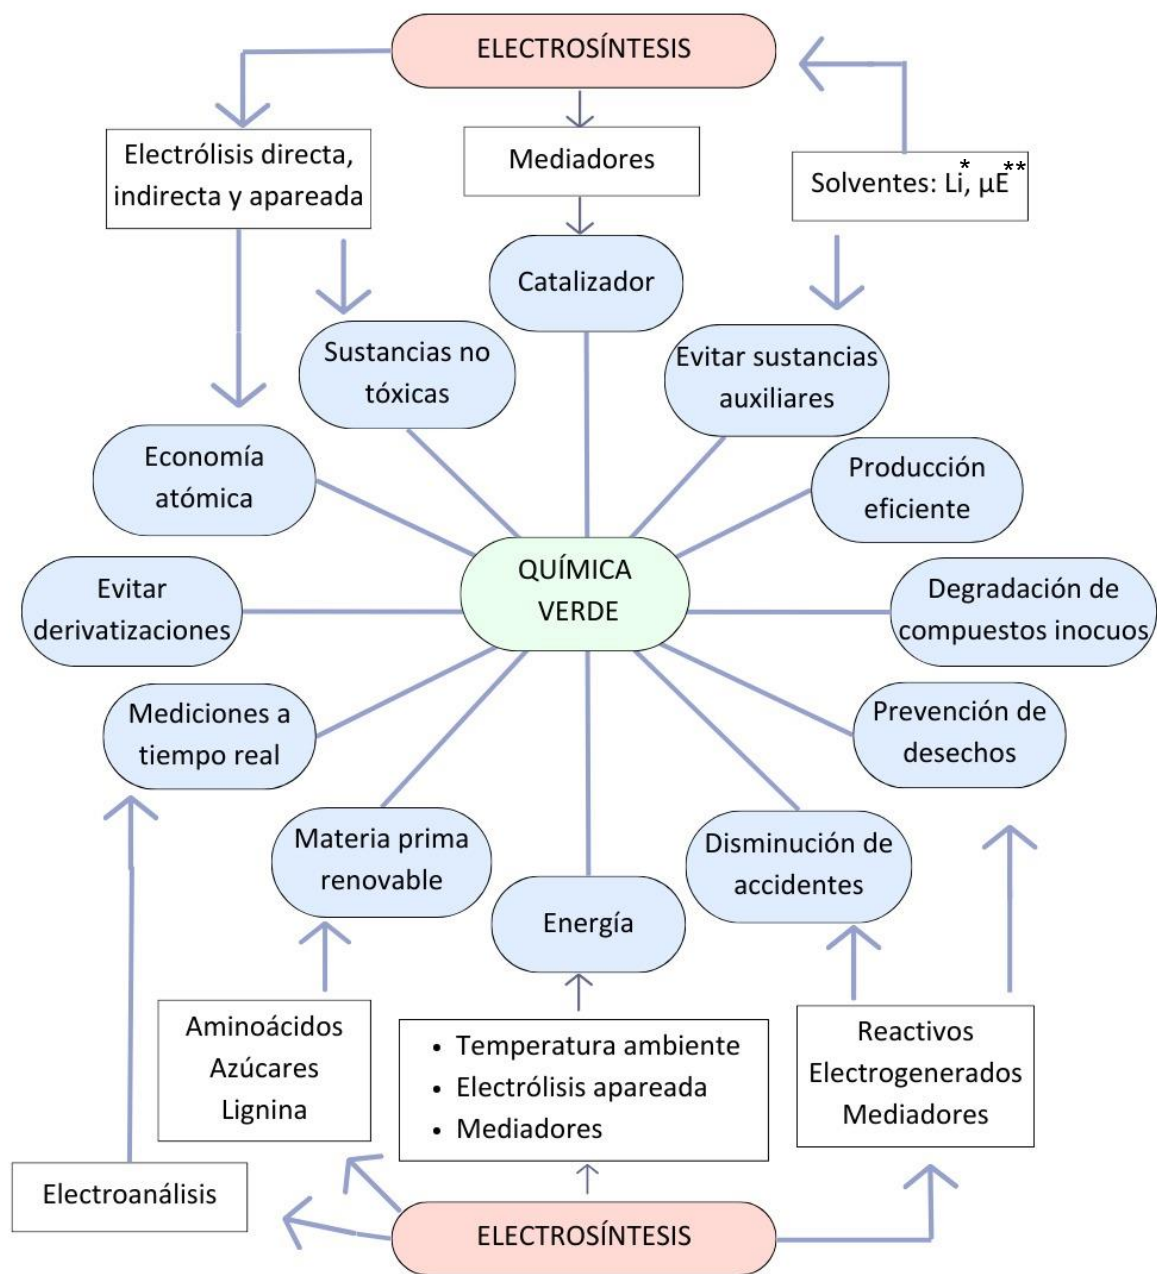 ELECTROSÍNTESIS
Electrólisis directa,
indirecta y apareada
Mediadores
Solventes: Li*, µE**
Catalizador
Sustancias no
tóxicas
Evitar sustancias
auxiliares
Economía
atómica
Producción
eficiente
QUÍMICA
VERDE
Evitar
derivatizaciones
Degradación de
compuestos inocuos
Mediciones a
tiempo real
Prevención de
desechos
Materia prima
renovable
Energía
Disminución de
accidentes
Aminoácidos
Azúcares
Lignina
• Temperatura ambiente
• Electrólisis apareada
• Mediadores
Reactivos
Electrogenerados
Mediadores
Electroanálisis
ELECTROSÍNTESIS